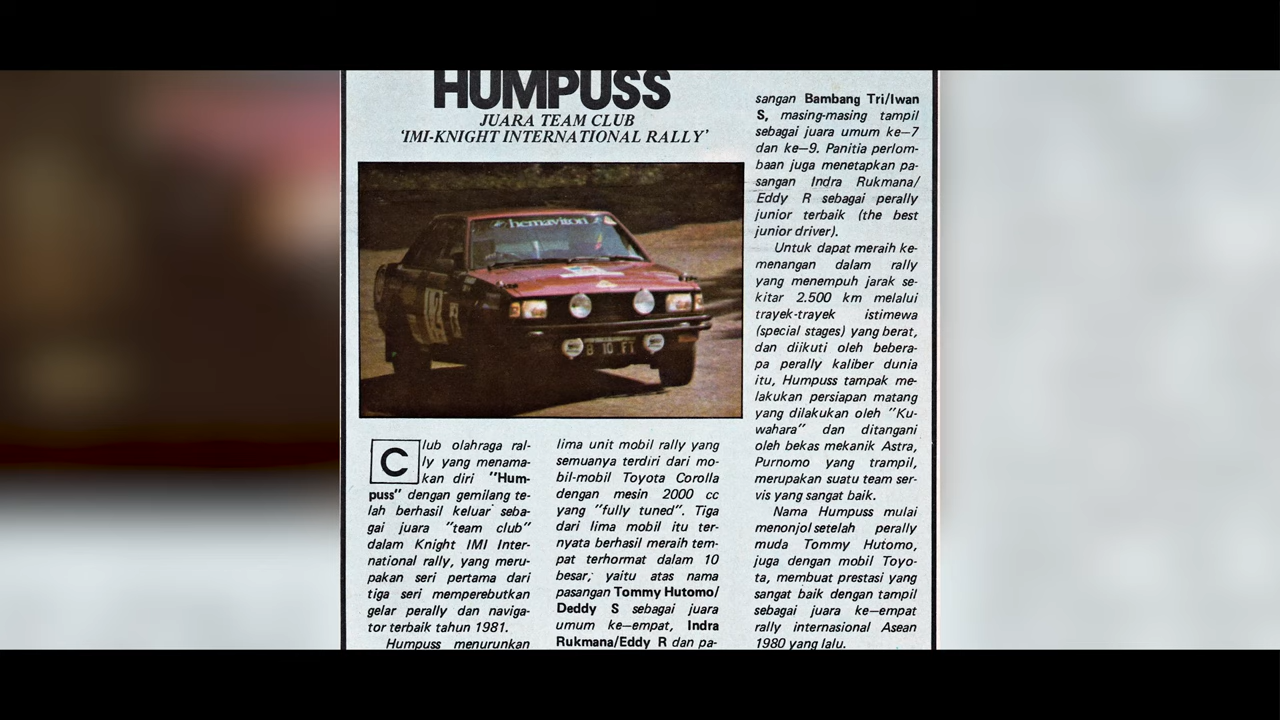 HUMPUSS
JUARA TEAM CLUB
'IMI-KNIGHT INTERNATIONAL RALLY'
hcmaviton
12
B 10 FT
Club olahraga ral-
ly yang menama-
kan diri "Hum-
puss" dengan gemilang te-
lah berhasil keluar seba-
gai juara "team club"
dalam Knight IMI Inter-
national rally, yang meru-
pakan seri pertama dari
tiga seri memperebutkan
gelar perally dan naviga-
tor terbaik tahun 1981.
Humpuss menurunkan
lima unit mobil rally yang
semuanya terdiri dari mo-
bil-mobil Toyota Corolla
dengan mesin 2000 cc
yang "fully tuned". Tiga
dari lima mobil itu ter-
nyata berhasil meraih tem-
pat terhormat dalam 10
besar; yaitu atas nama
pasangan Tommy Hutomo/
Deddy S sebagai juara
umum ke—empat, Indra
Rukmana/Eddy R dan pa-
sangan Bambang Tri/Iwan
S, masing-masing tampil
sebagai juara umum ke—7
dan ke—9. Panitia perlom-
baan juga menetapkan pa-
sangan Indra Rukmana/
Eddy R sebagai perally
junior terbaik (the best
junior driver).
Untuk dapat meraih ke-
menangan dalam rally
yang menempuh jarak se-
kitar 2.500 km melalui
trayek-trayek istimewa
(special stages) yang berat,
dan diikuti oleh bebera-
pa perally kaliber dunia
itu, Humpuss tampak me-
lakukan persiapan matang
yang dilakukan oleh "Ku-
wahara" dan ditangani
oleh bekas mekanik Astra,
Purnomo yang trampil,
merupakan suatu team ser-
vis yang sangat baik.
Nama Humpuss mulai
menonjol setelah perally
muda Tommy Hutomo,
juga dengan mobil Toyo-
ta, membuat prestasi yang
sangat baik dengan tampil
sebagai juara ke—empat
rally internasional Asean
1980 yang lalu.